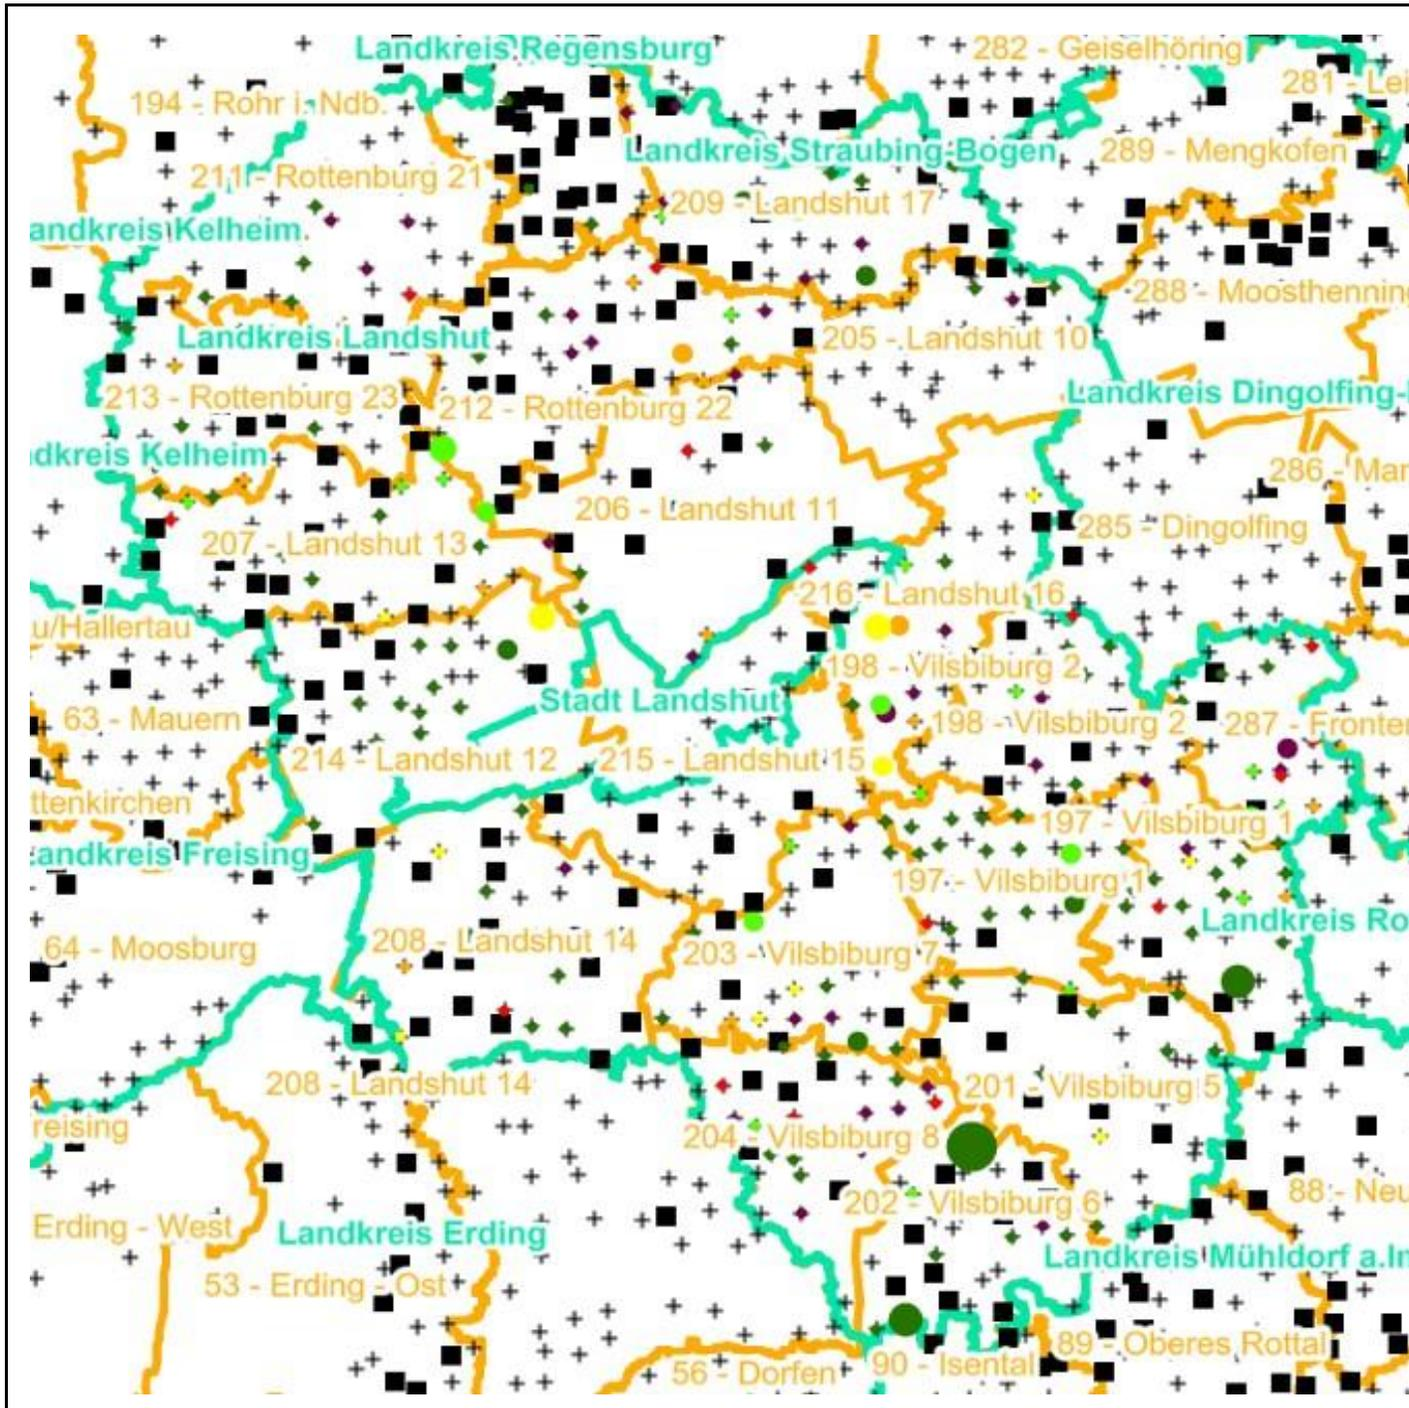 Landkreis Regensburg
282 - Geiselhöring
281 - Lei
194 - Rohr i. Ndb.
Landkreis Straubing-Bogen
289 - Mengkofen
211 - Rottenburg 21
209 - Landshut 17
andkreis Kelheim
288 - Moosthenning
Landkreis Landshut
205 - Landshut 10
Landkreis Dingolfing-
213 - Rottenburg 23
212 - Rottenburg 22
dkreis Kelheim
286 - Mar
206 - Landshut 11
285 - Dingolfing
207 - Landshut 13
216 - Landshut 16
u/Hallertau
198 - Vilsbiburg 2
Stadt Landshut
63 - Mauern
198 - Vilsbiburg 2
287 - Fronten
214 - Landshut 12
215 - Landshut 15
ttenkirchen
197 - Vilsbiburg 1
Landkreis Freising
197 - Vilsbiburg 1
Landkreis Ro
64 - Moosburg
208 - Landshut 14
203 - Vilsbiburg 7
208 - Landshut 14
201 - Vilsbiburg 5
reising
204 - Vilsbiburg 8
88 - Neu
202 - Vilsbiburg 6
Erding - West
Landkreis Erding
Landkreis Mühldorf a.In
53 - Erding - Ost
89 - Oberes Rottal
56 - Dorfen
90 - Isental